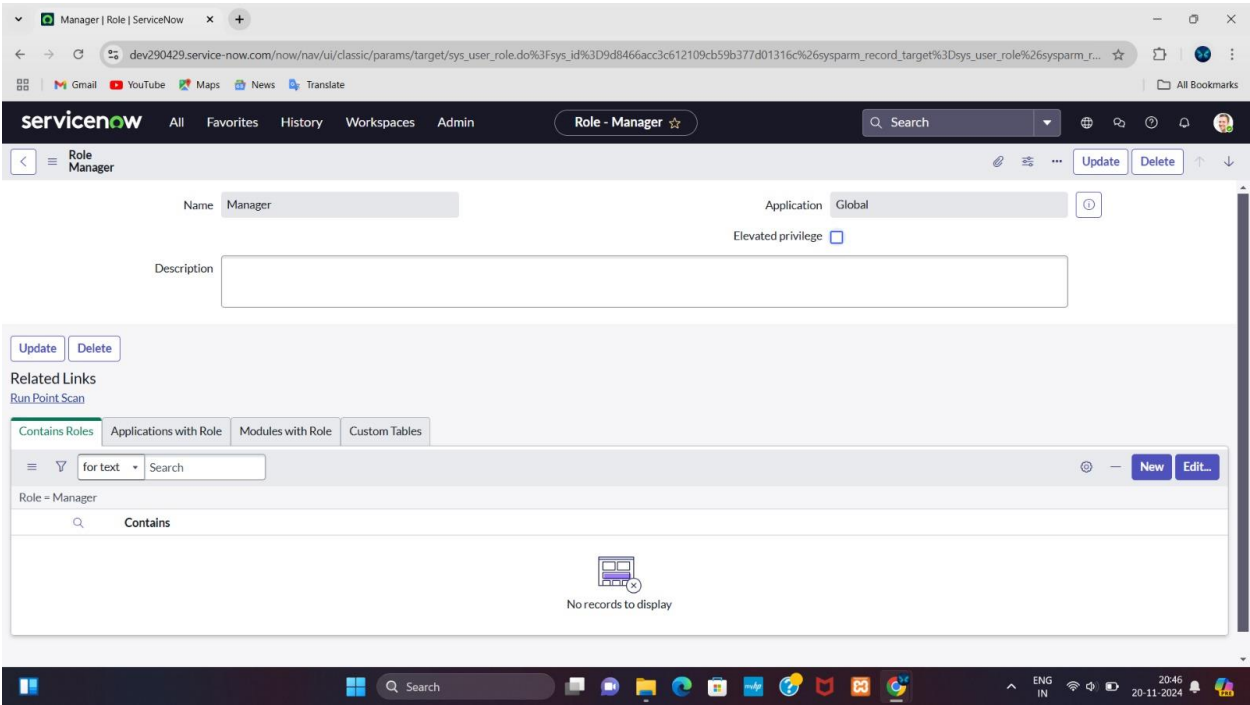 Manager | Role | ServiceNow
dev290429.service-now.com/now/nav/ui/classic/params/target/sys_user_role.do%3Fsys_id%3D9d8466acc3c612109cb59b377d01316c%26sysparm_record_target%3Dsys_user_role%26sysparm_r...
Gmail YouTube Maps News Translate All Bookmarks
servicenow All Favorites History Workspaces Admin Role - Manager Search
Role
Manager
Update Delete
Name Manager Application Global
Elevated privilege
Description
Update Delete
Related Links
Run Point Scan
Contains Roles Applications with Role Modules with Role Custom Tables
for text Search New Edit...
Role = Manager
Contains
No records to display
Search ENG 20:46
IN 20-11-2024